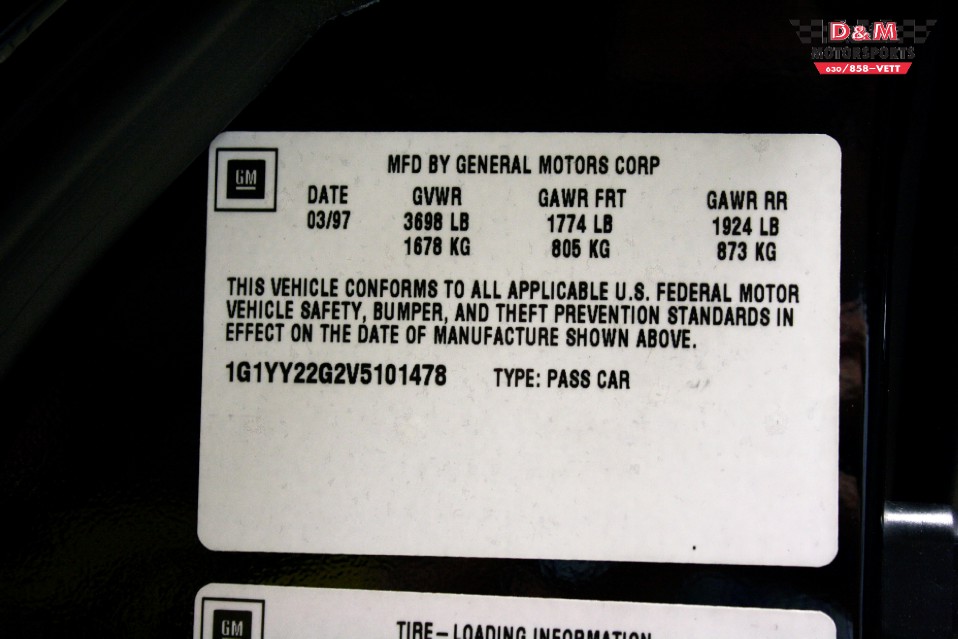 D&M
MOTORSPORTS
630/858-VETT
GM
MFD BY GENERAL MOTORS CORP
DATE GVWR GAWR FRT GAWR RR
03/97 3698 LB 1774 LB 1924 LB
1678 KG 805 KG 873 KG
THIS VEHICLE CONFORMS TO ALL APPLICABLE U.S. FEDERAL MOTOR
VEHICLE SAFETY, BUMPER, AND THEFT PREVENTION STANDARDS IN
EFFECT ON THE DATE OF MANUFACTURE SHOWN ABOVE.
1G1YY22G2V5101478 TYPE: PASS CAR
GM
TIRE-LOADING INFORMATION